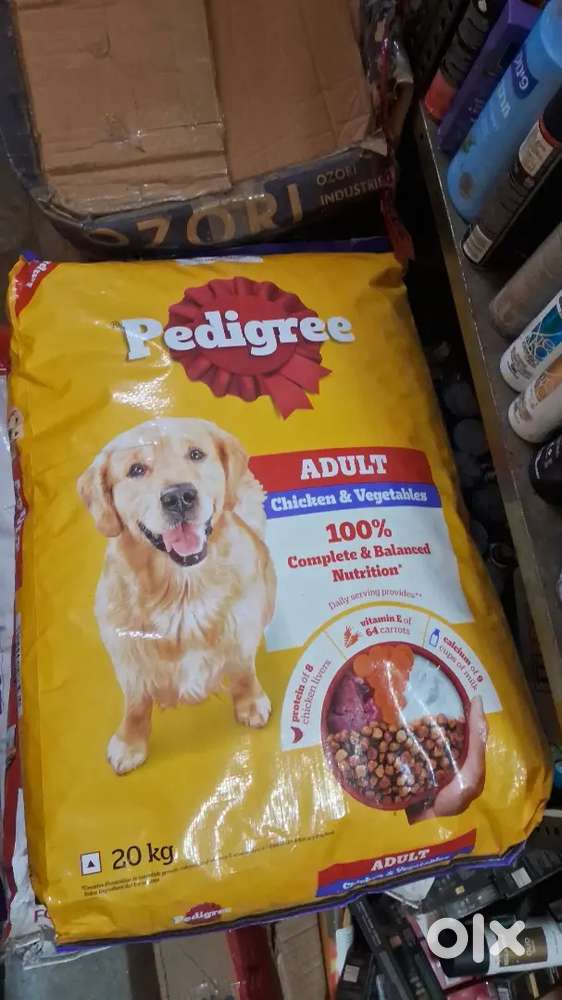 OZORI
OZORI
INDUSTRIE
Pedigree
ADULT
Chicken & Vegetables
100%
Complete & Balanced
Nutrition*
Daily serving provides**
protein of 8
chicken livers
vitamin E of
64 carrots
calcium of 9
cups of milk
20 kg
ADULT
Chicken & Vegetables
Pedigree
olx